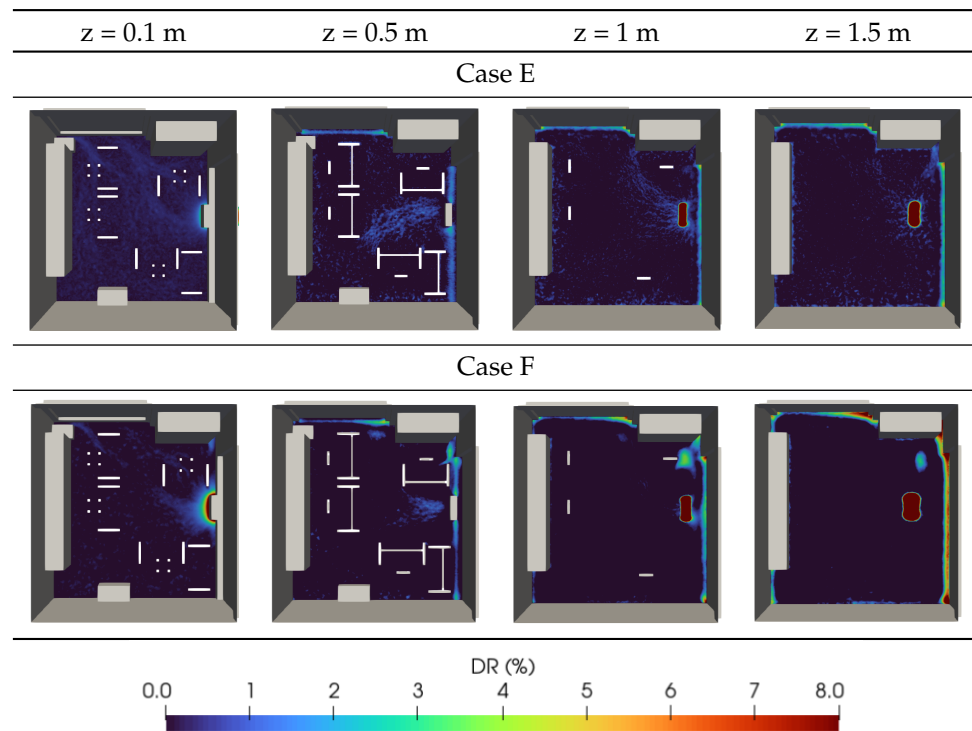 z = 0.1 m z = 0.5 m z = 1 m z = 1.5 m
Case E
Case F
DR (%)
0.0 1 2 3 4 5 6 7 8.0